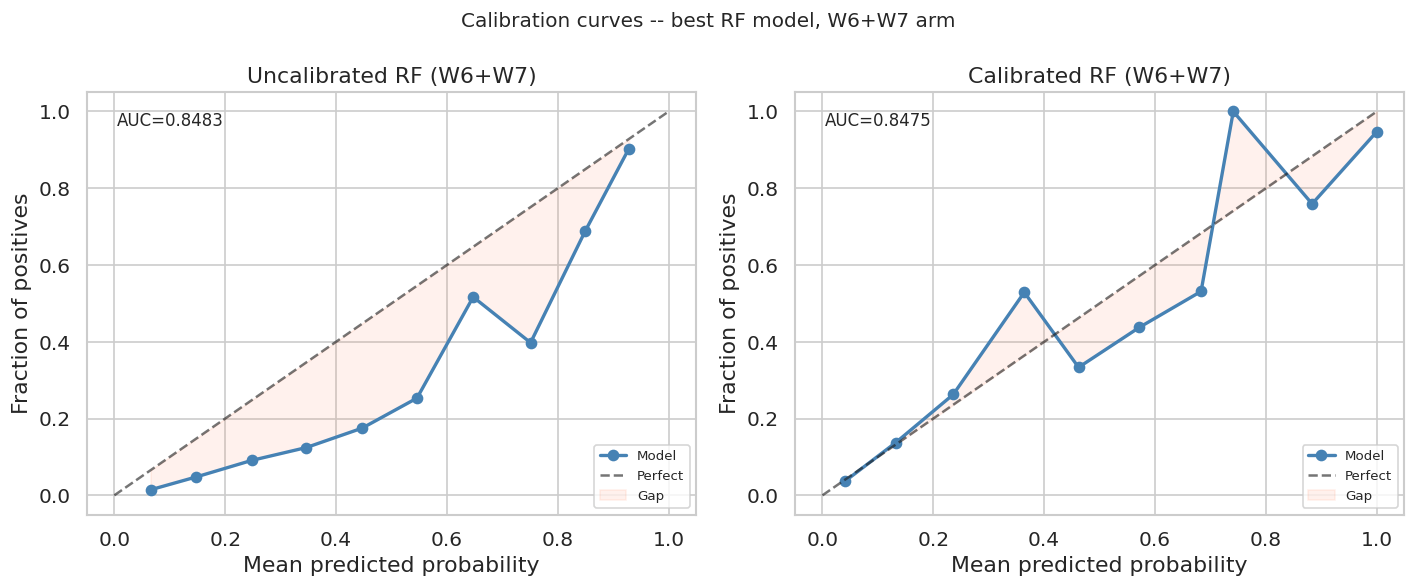 Calibration curves -- best RF model, W6+W7 arm
Uncalibrated RF (W6+W7)
AUC=0.8483
Fraction of positives
1.0
0.8
0.6
0.4
0.2
0.0
0.0 0.2 0.4 0.6 0.8 1.0
Mean predicted probability
Model
Perfect
Gap
Calibrated RF (W6+W7)
AUC=0.8475
Fraction of positives
1.0
0.8
0.6
0.4
0.2
0.0
0.0 0.2 0.4 0.6 0.8 1.0
Mean predicted probability
Model
Perfect
Gap